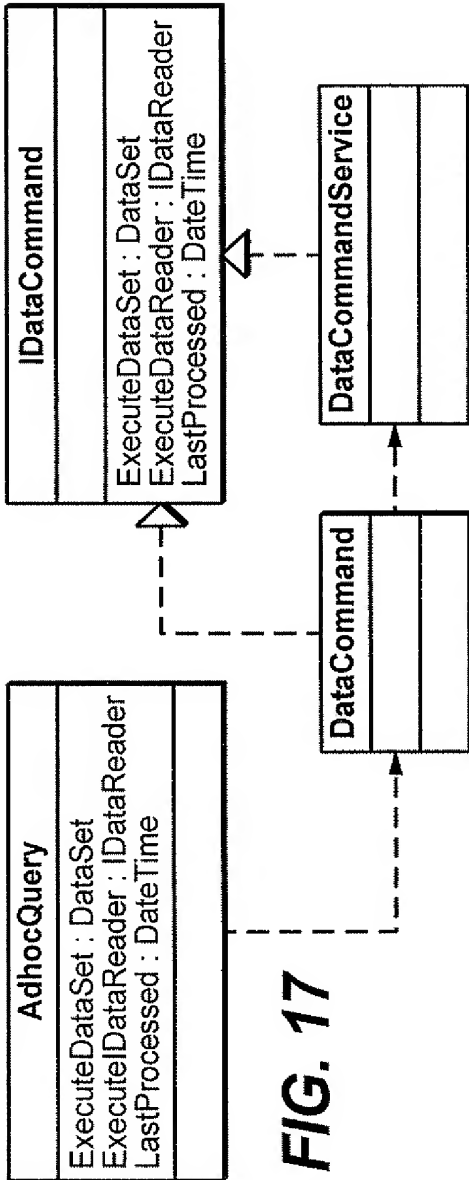 AdhocQuery
ExecuteDataSet : DataSet
ExecuteIDataReader : IDataReader
LastProcessed : DateTime
IDataCommand
ExecuteDataSet : DataSet
ExecuteDataReader : IDataReader
LastProcessed : DateTime
DataCommand
DataCommandService
FIG. 17